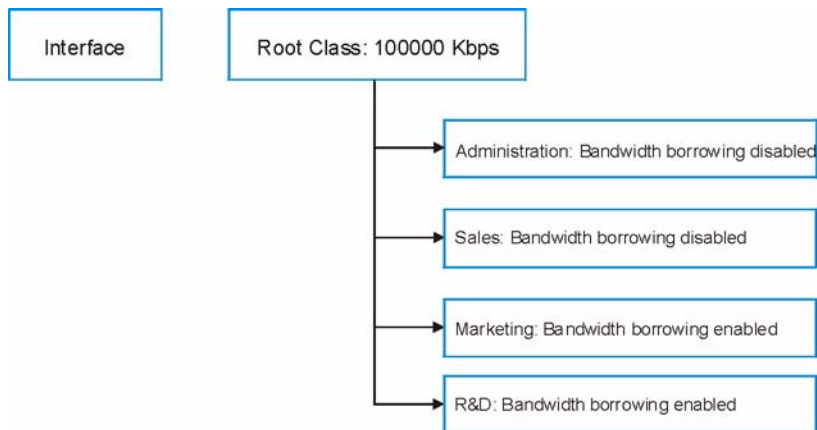 Interface
Root Class: 100000 Kbps
Administration: Bandwidth borrowing disabled
Sales: Bandwidth borrowing disabled
Marketing: Bandwidth borrowing enabled
R&D: Bandwidth borrowing enabled